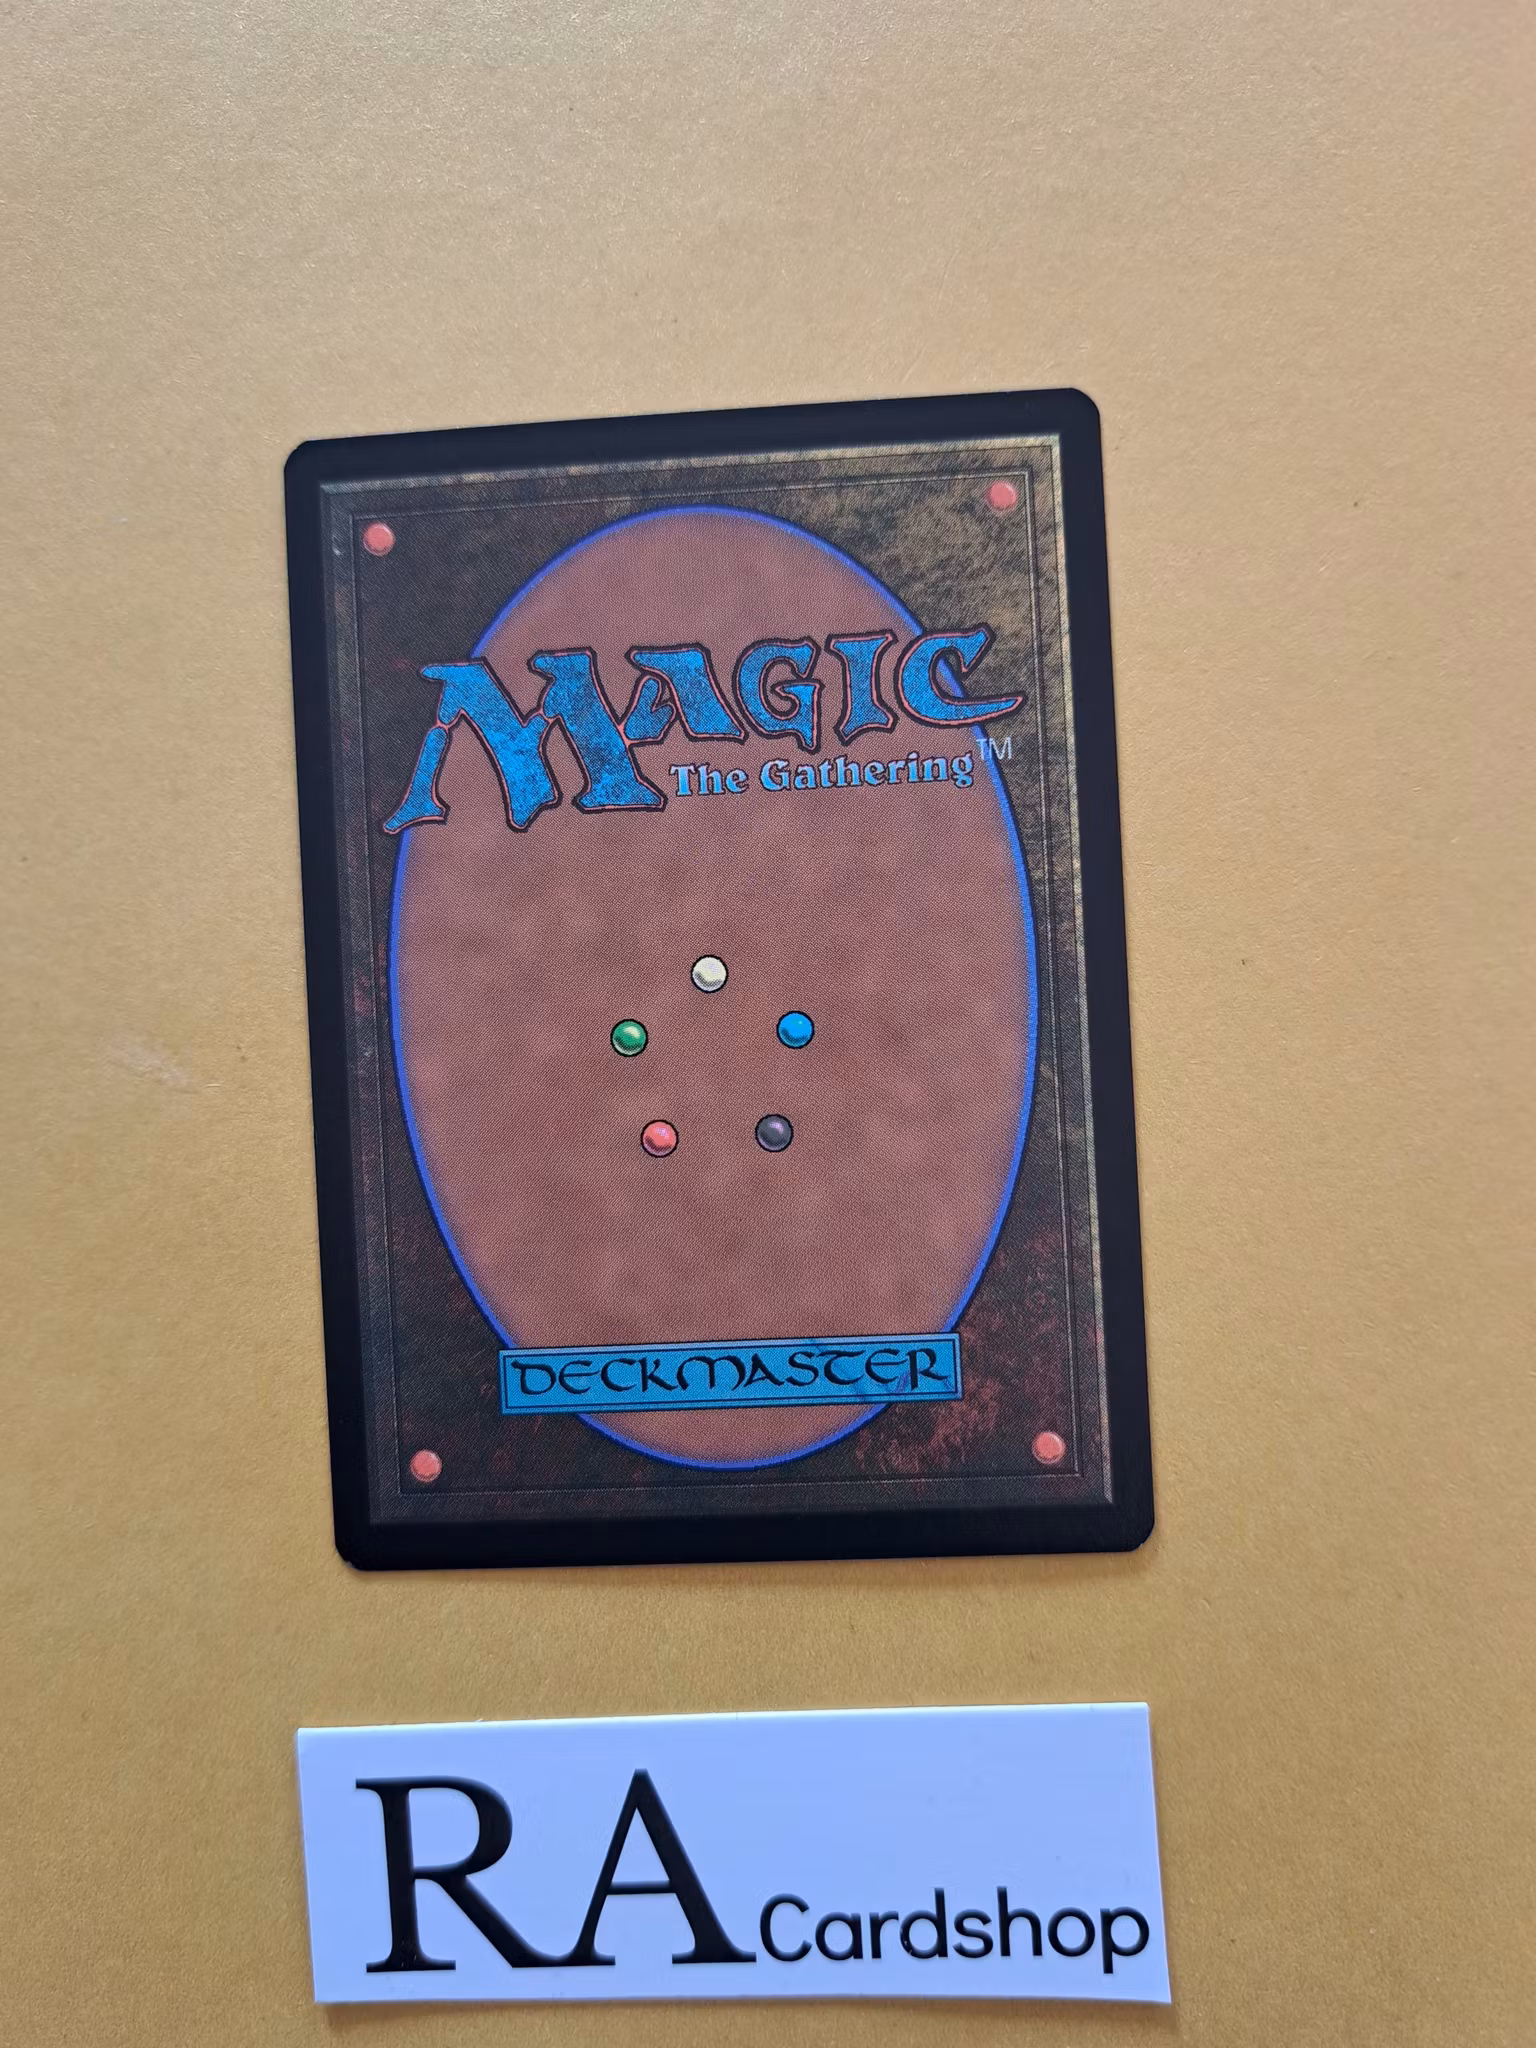 MAGIC
The Gathering™
DECKMASTER
RA Cardshop